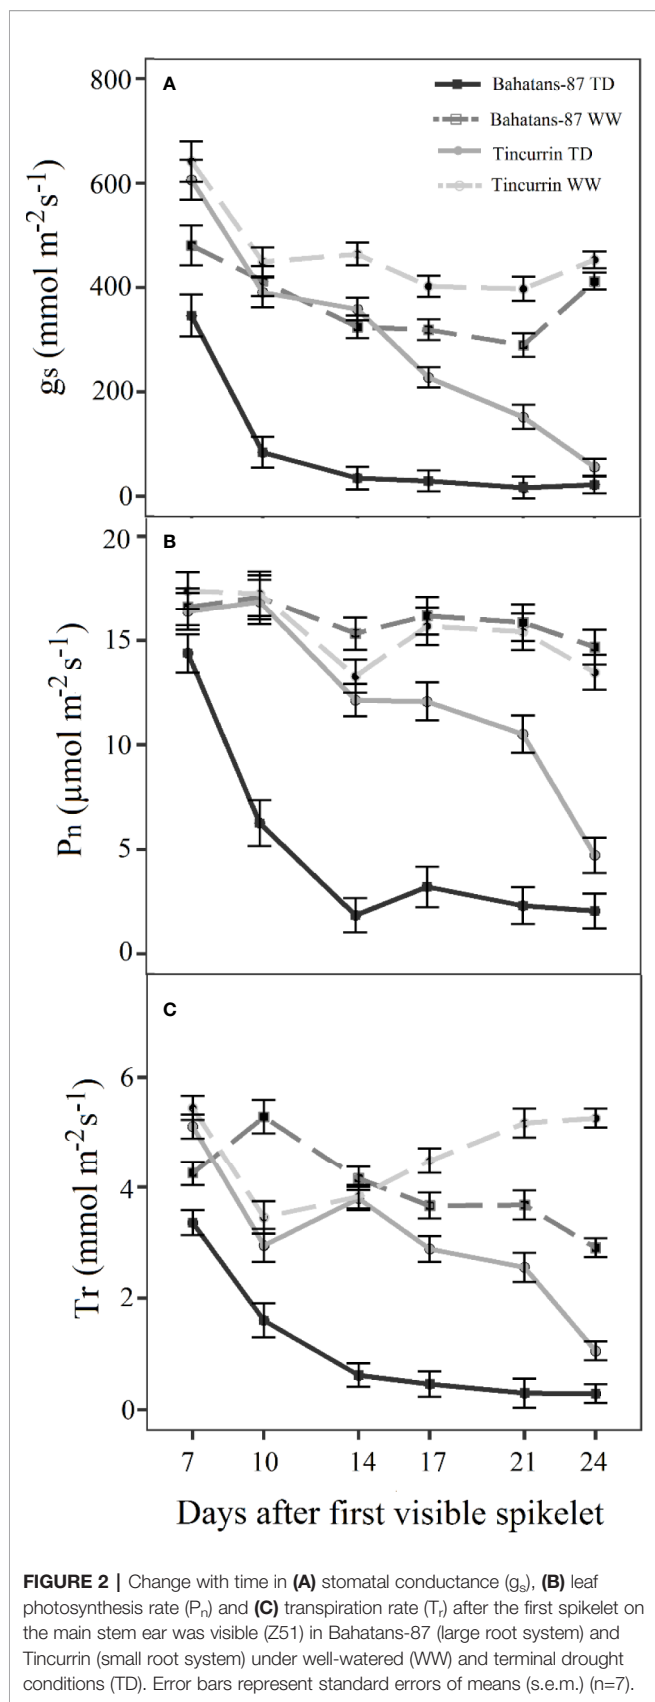 A
800
600
400
200
0
gs (mmol m-2s-1)
Bahatans-87 TD
Bahatans-87 WW
Tincurrin TD
Tincurrin WW
B
20
15
10
5
0
Pn (μmol m-2s-1)
C
6
4
2
0
Tr (mmol m-2s-1)
7 10 14 17 21 24
Days after first visible spikelet
FIGURE 2 | Change with time in (A) stomatal conductance (gs), (B) leaf
photosynthesis rate (Pn) and (C) transpiration rate (Tr) after the first spikelet on
the main stem ear was visible (Z51) in Bahatans-87 (large root system) and
Tincurrin (small root system) under well-watered (WW) and terminal drought
conditions (TD). Error bars represent standard errors of means (s.e.m.) (n=7).